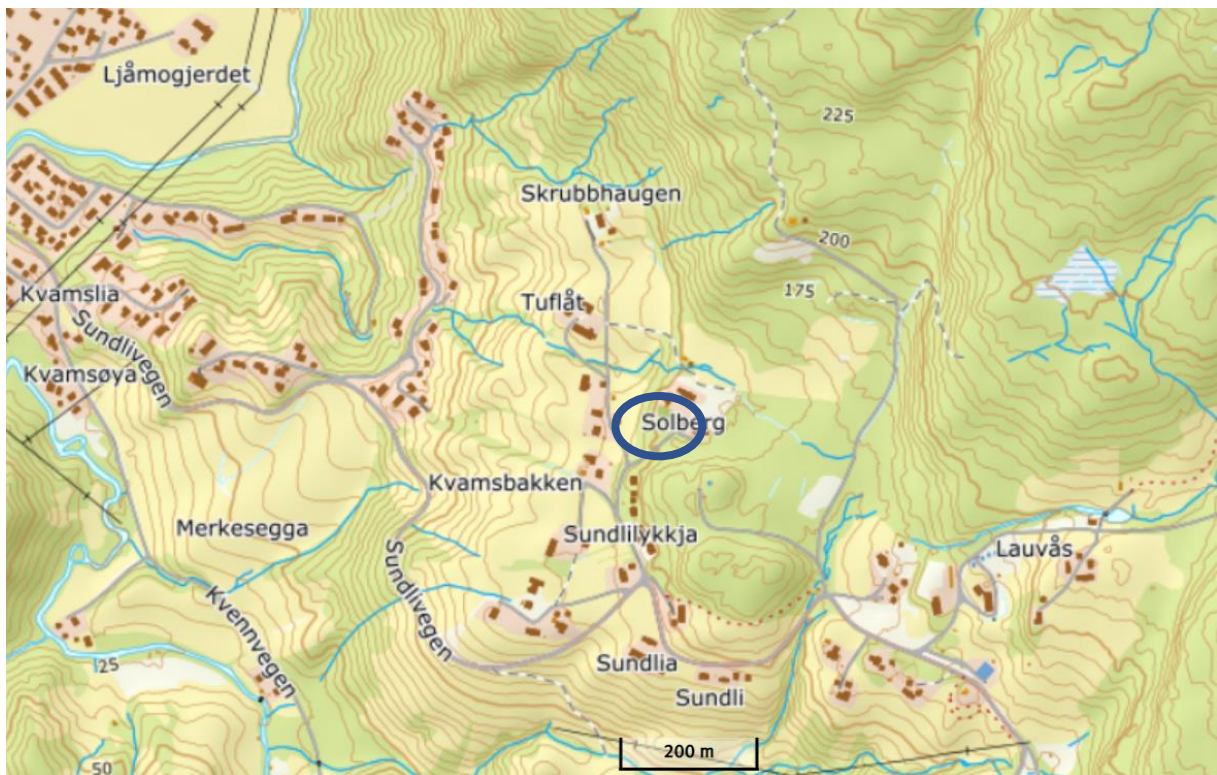 Ljåmogjerdet
225
Skrubbhaugen
200
175
Kvamslia
Tuflåt
Sundlivegen
Kvamsøya
Solberg
Kvamsbakken
Merkesegga
Sundlilykkja
Lauvås
Sundlivegen
Kvennvegen
25
Sundlia
Sundli
200 m
50